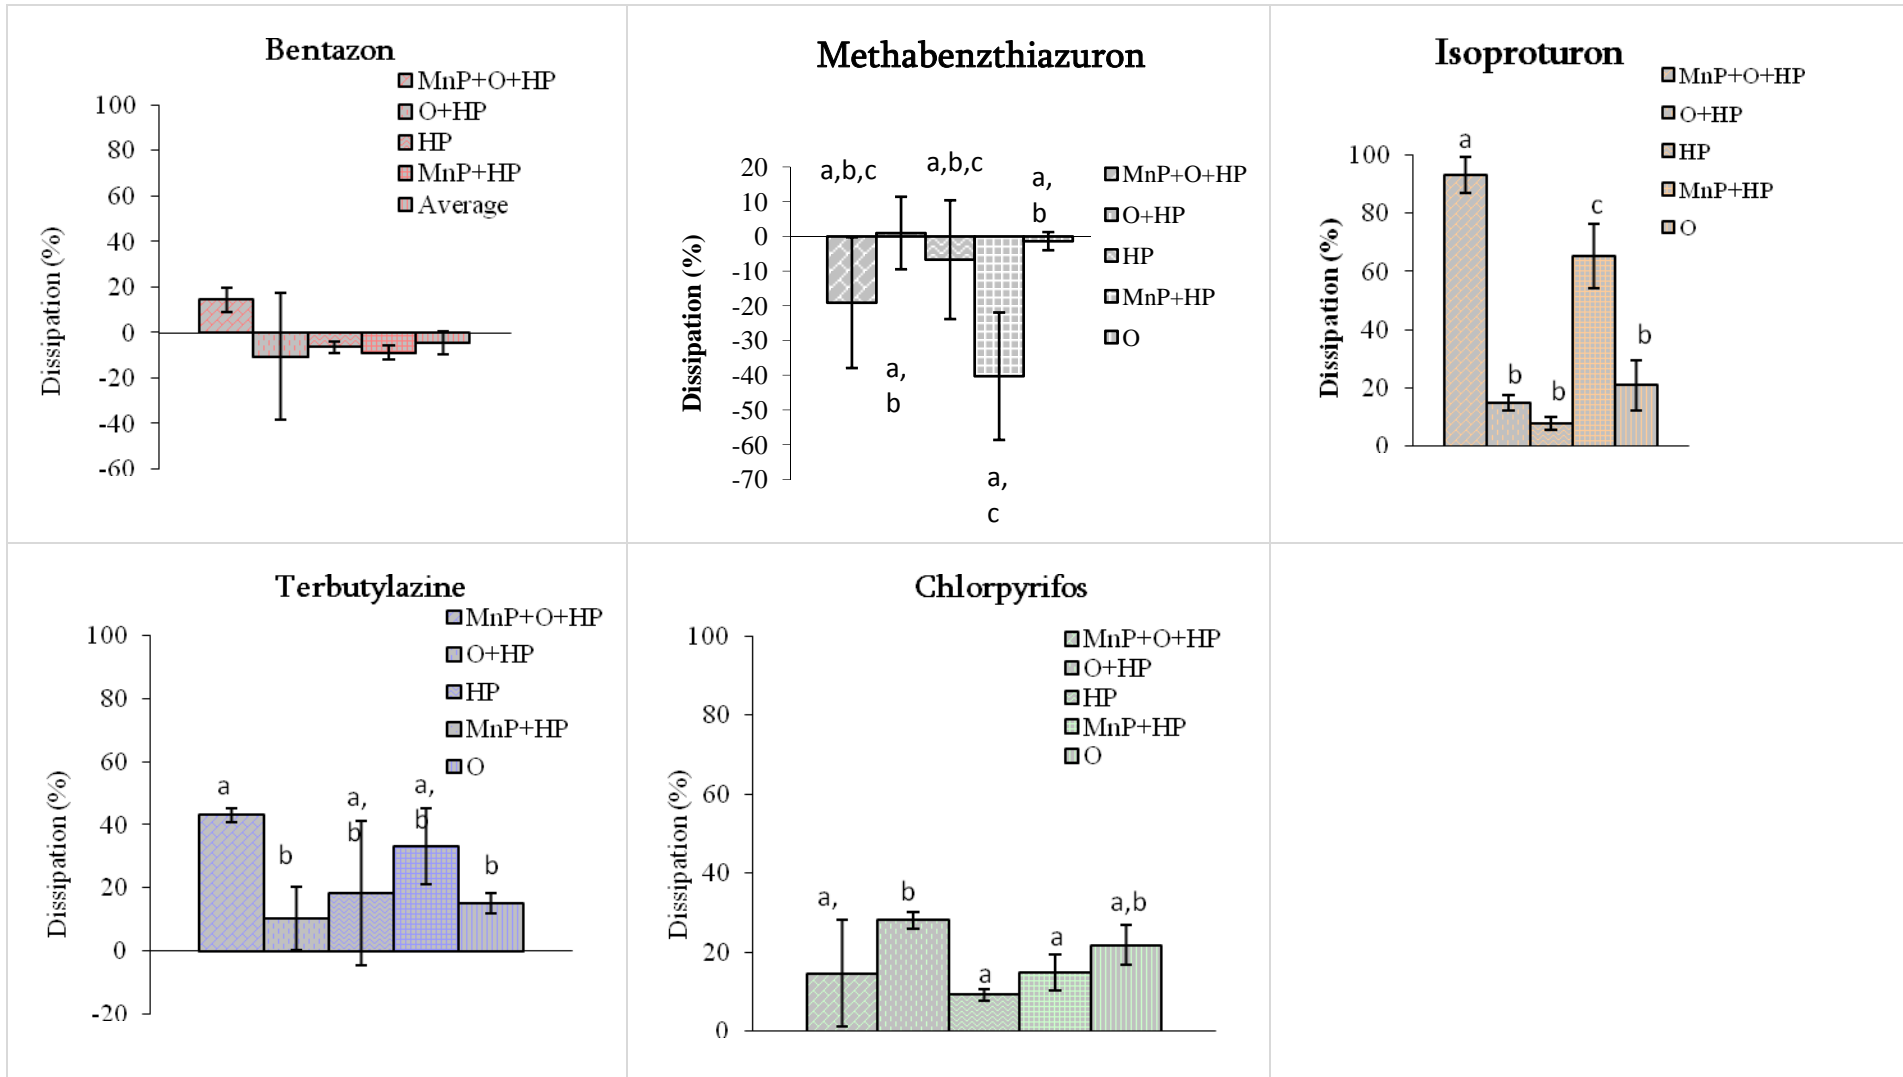 Bentazon
MnP+O+HP
O+HP
HP
MnP+HP
Average
Dissipation (%)
100
80
60
40
20
0
-20
-40
-60
Methabenzthiazuron
MnP+O+HP
O+HP
HP
MnP+HP
O
Dissipation (%)
20
10
0
-10
-20
-30
-40
-50
-60
-70
a,b,c
a,
b
a,b,c
a,
c
a,
b
Isoproturon
MnP+O+HP
O+HP
HP
MnP+HP
O
Dissipation (%)
100
80
60
40
20
0
a
b
b
c
b
Terbutylazine
MnP+O+HP
O+HP
HP
MnP+HP
O
Dissipation (%)
100
80
60
40
20
0
-20
a
b
a,
b
a,
b
b
Chlorpyrifos
MnP+O+HP
O+HP
HP
MnP+HP
O
Dissipation (%)
100
80
60
40
20
0
a,
b
a
a
a,b